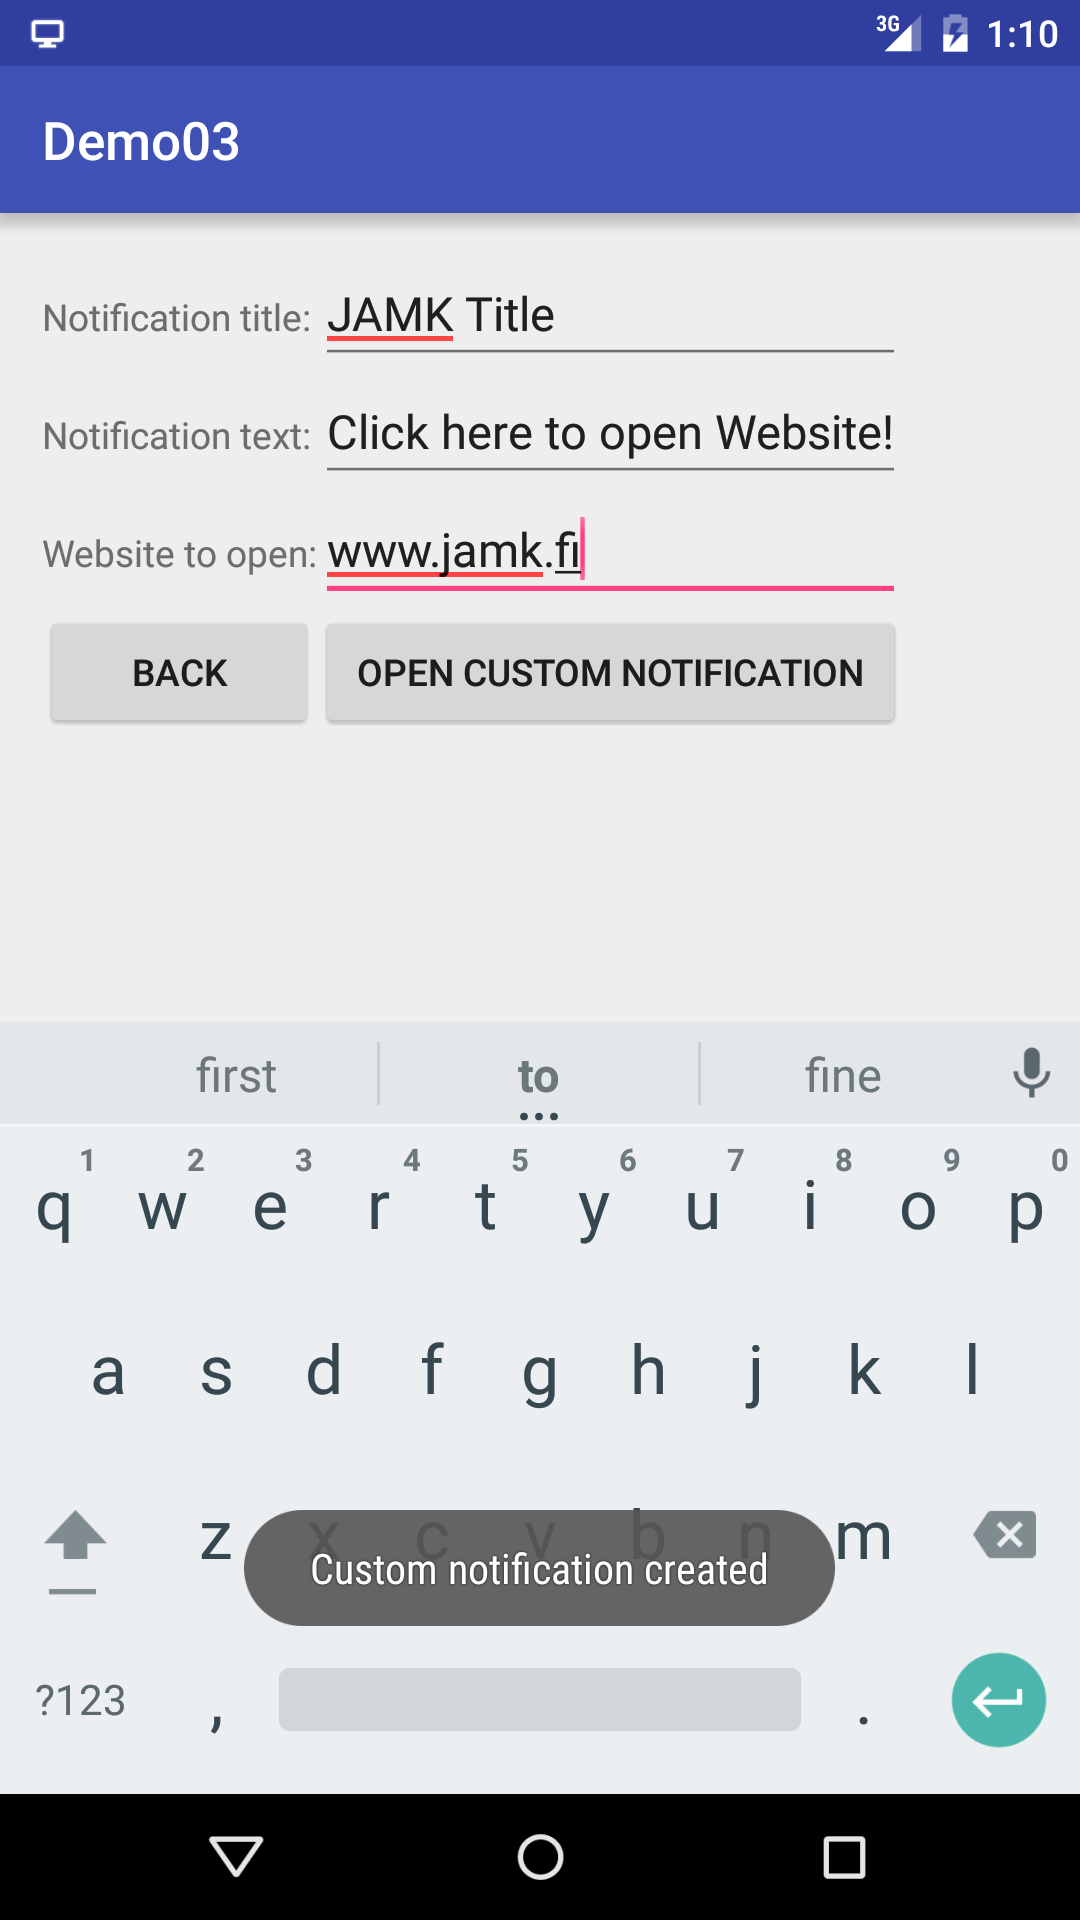 3G 1:10
Demo03
Notification title: JAMK Title
Notification text: Click here to open Website!
Website to open: www.jamk.fi
BACK OPEN CUSTOM NOTIFICATION
first to fine
1 2 3 4 5 6 7 8 9 0
q w e r t y u i o p
a s d f g h j k l
z x c v b n m
Custom notification created
?123 , .